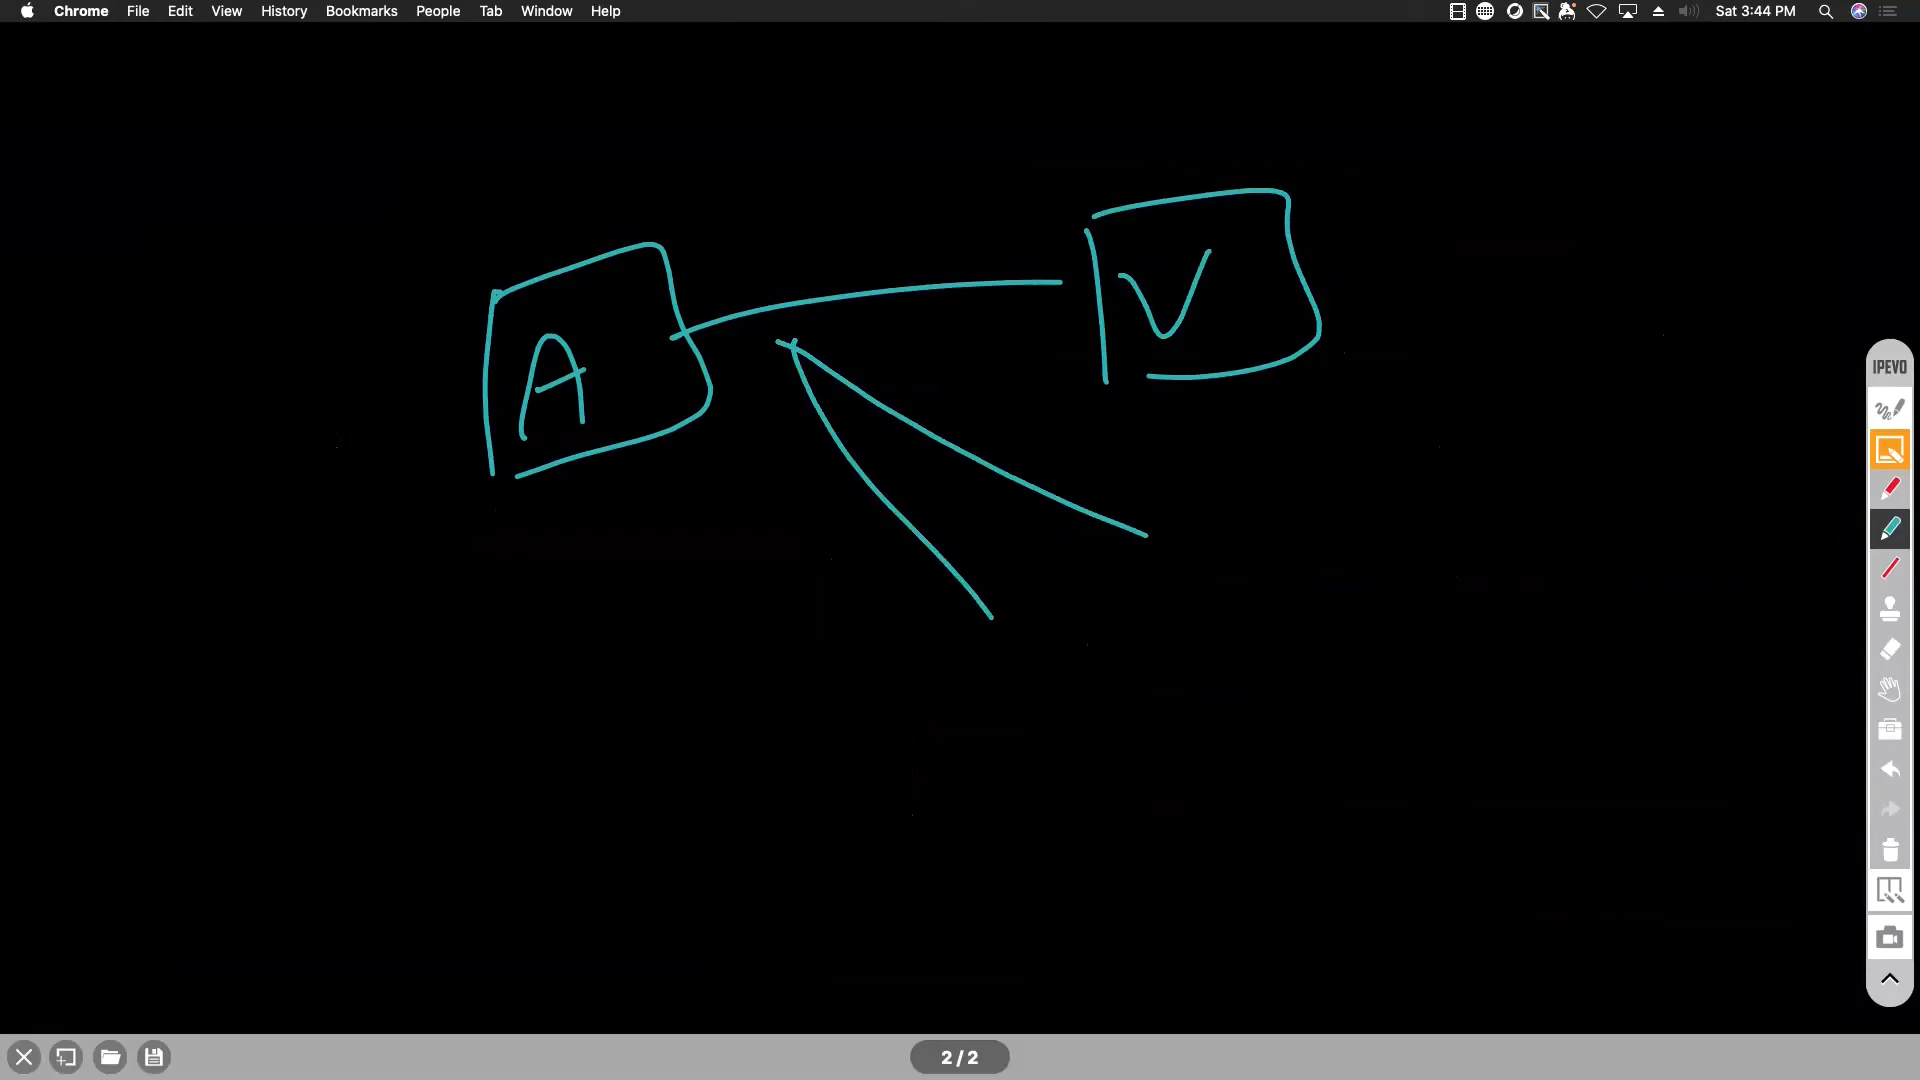 Chrome File Edit View History Bookmarks People Tab Window Help Sat 3:44 PM
A
V
IPEVO
2 / 2